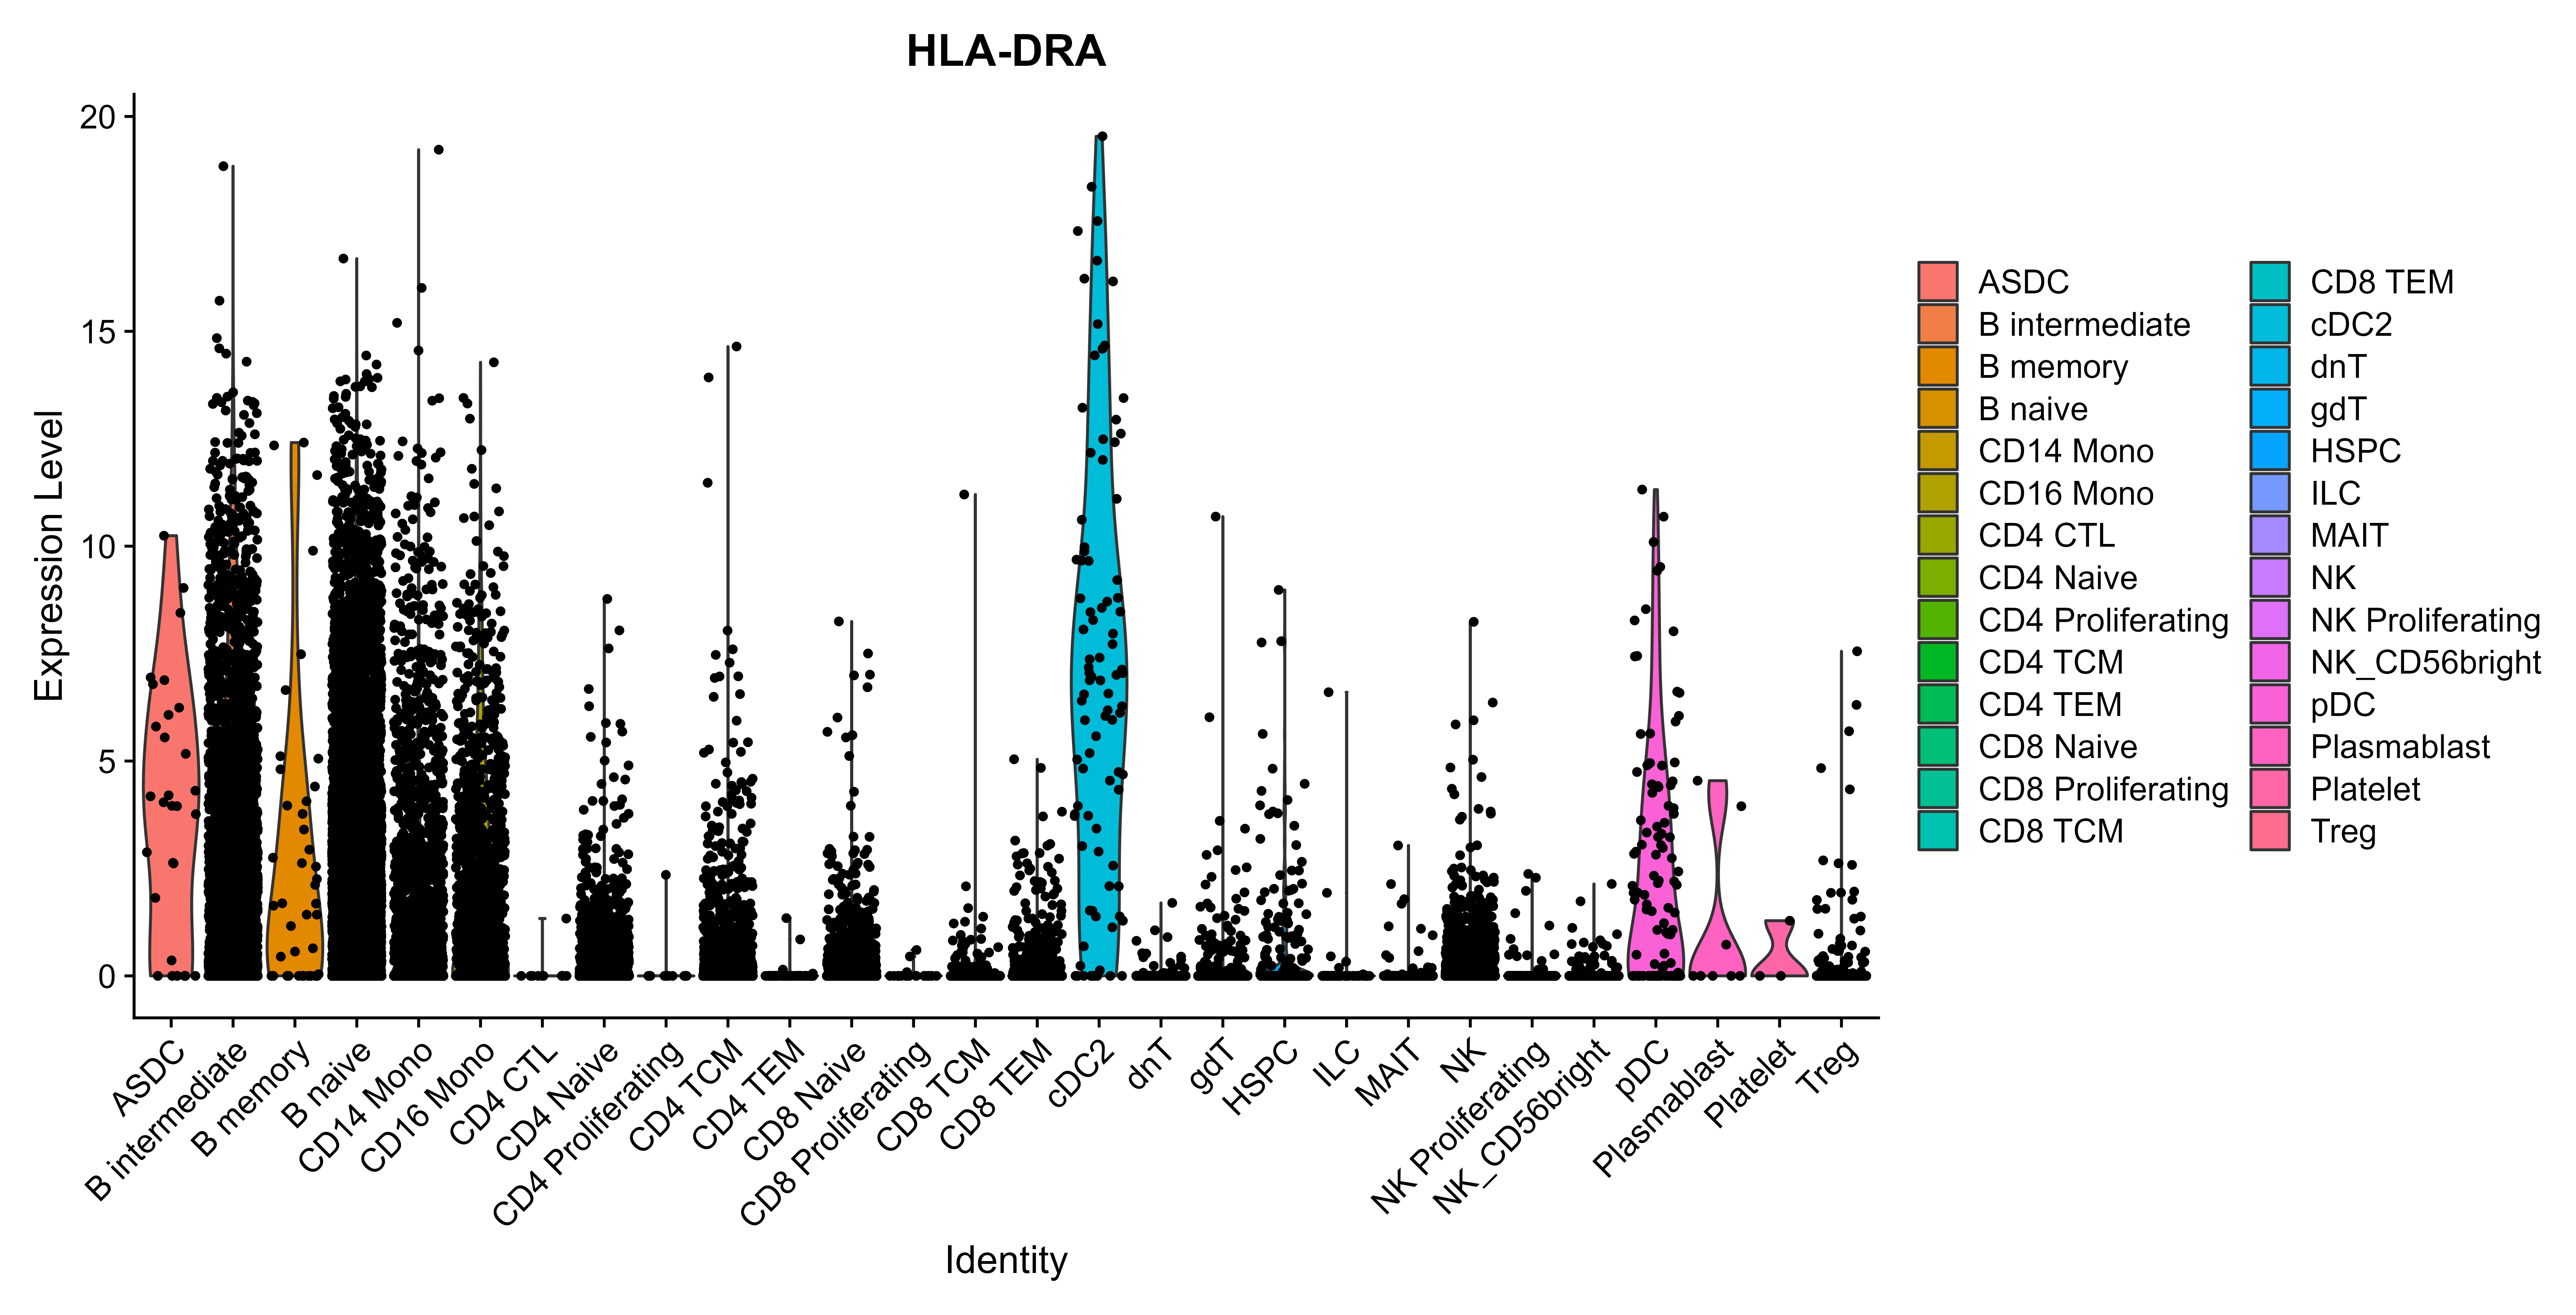 HLA-DRA
Expression Level
20
15
10
5
0
ASDC
B intermediate
B memory
B naive
CD14 Mono
CD16 Mono
CD4 CTL
CD4 Naive
CD4 Proliferating
CD4 TCM
CD4 TEM
CD8 Naive
CD8 Proliferating
CD8 TCM
CD8 TEM
cDC2
dnT
gdT
HSPC
ILC
MAIT
NK
NK Proliferating
NK_CD56bright
pDC
Plasmablast
Platelet
Treg
Identity
ASDC
B intermediate
B memory
B naive
CD14 Mono
CD16 Mono
CD4 CTL
CD4 Naive
CD4 Proliferating
CD4 TCM
CD4 TEM
CD8 Naive
CD8 Proliferating
CD8 TCM
CD8 TEM
cDC2
dnT
gdT
HSPC
ILC
MAIT
NK
NK Proliferating
NK_CD56bright
pDC
Plasmablast
Platelet
Treg